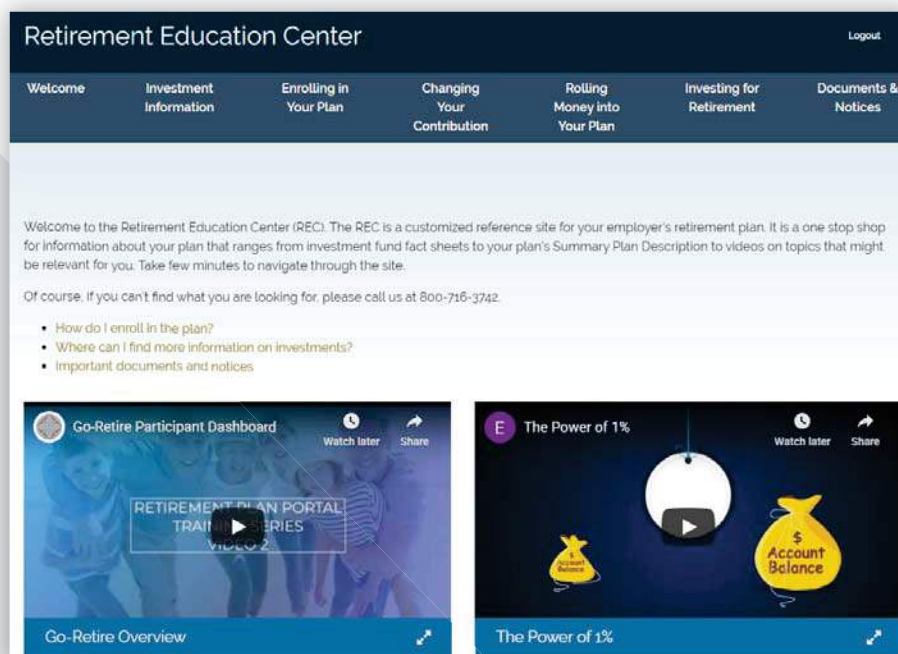 Retirement Education Center
Logout
Welcome
Investment
Information
Enrolling in
Your Plan
Changing
Your
Contribution
Rolling
Money into
Your Plan
Investing for
Retirement
Documents &
Notices
Welcome to the Retirement Education Center (REC). The REC is a customized reference site for your employer's retirement plan. It is a one stop shop
for information about your plan that ranges from investment fund fact sheets to your plan's Summary Plan Description to videos on topics that might
be relevant for you. Take few minutes to navigate through the site.
Of course, if you can't find what you are looking for, please call us at 800-716-3742.
• How do I enroll in the plan?
• Where can I find more information on investments?
• Important documents and notices
Go-Retire Participant Dashboard
Watch later
Share
RETIREMENT PLAN PORTAL
TRAINING SERIES
VIDEO 2
Go-Retire Overview
E
The Power of 1%
Watch later
Share
$
Account
Balance
$
Account
Balance
The Power of 1%